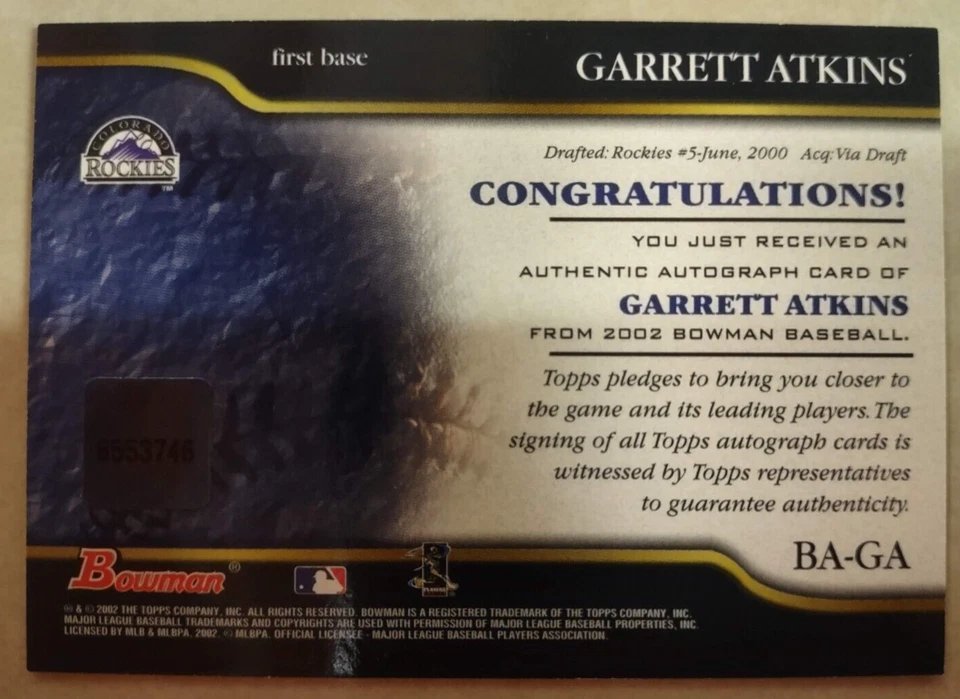 first base
GARRETT ATKINS
COLORADO
ROCKIES
TM
Drafted: Rockies #5-June, 2000 Acq: Via Draft
CONGRATULATIONS!
YOU JUST RECEIVED AN
AUTHENTIC AUTOGRAPH CARD OF
GARRETT ATKINS
FROM 2002 BOWMAN BASEBALL.
Topps pledges to bring you closer to
the game and its leading players. The
signing of all Topps autograph cards is
witnessed by Topps representatives
to guarantee authenticity.
BA-GA
Bowman®
PLAYERS
® & © 2002 THE TOPPS COMPANY, INC. ALL RIGHTS RESERVED. BOWMAN IS A REGISTERED TRADEMARK OF THE TOPPS COMPANY, INC.
MAJOR LEAGUE BASEBALL TRADEMARKS AND COPYRIGHTS ARE USED WITH PERMISSION OF MAJOR LEAGUE BASEBALL PROPERTIES, INC.
LICENSED BY MLB & MLBPA. 2002. © MLBPA. OFFICIAL LICENSEE - MAJOR LEAGUE BASEBALL PLAYERS ASSOCIATION.